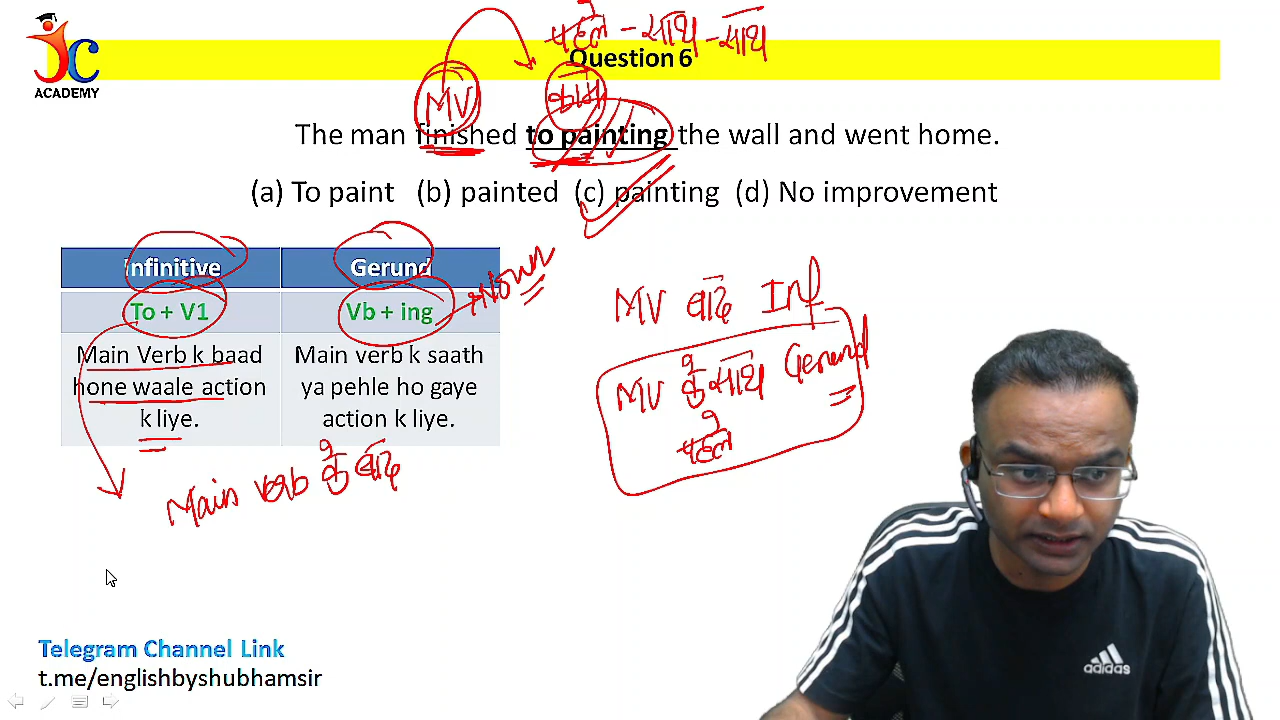 पहले - साथ - साथ
JC
ACADEMY
Question 6
MV काम
The man finished to painting the wall and went home.
(a) To paint (b) painted (c) painting (d) No improvement
Infinitive Gerund
To + V1 Vb + ing
Noun
Main Verb k baad hone waale action k liye.
Main verb k saath ya pehle ho gaye action k liye.
MV बाद Inf
MV के साथ Gerund
पहले
Main verb के बाद
Telegram Channel Link
t.me/englishbyshubhamsir
adidas